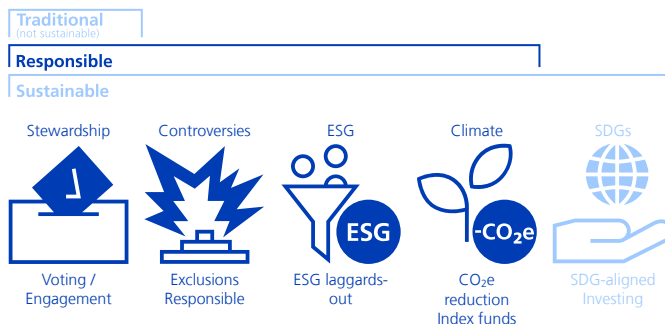 Traditional
(not sustainable)
Responsible
Sustainable
Stewardship
Controversies
ESG
Climate
SDGs
ESG
-CO₂e
Voting /
Engagement
Exclusions
Responsible
ESG laggards-
out
CO₂e
reduction
Index funds
SDG-aligned
Investing